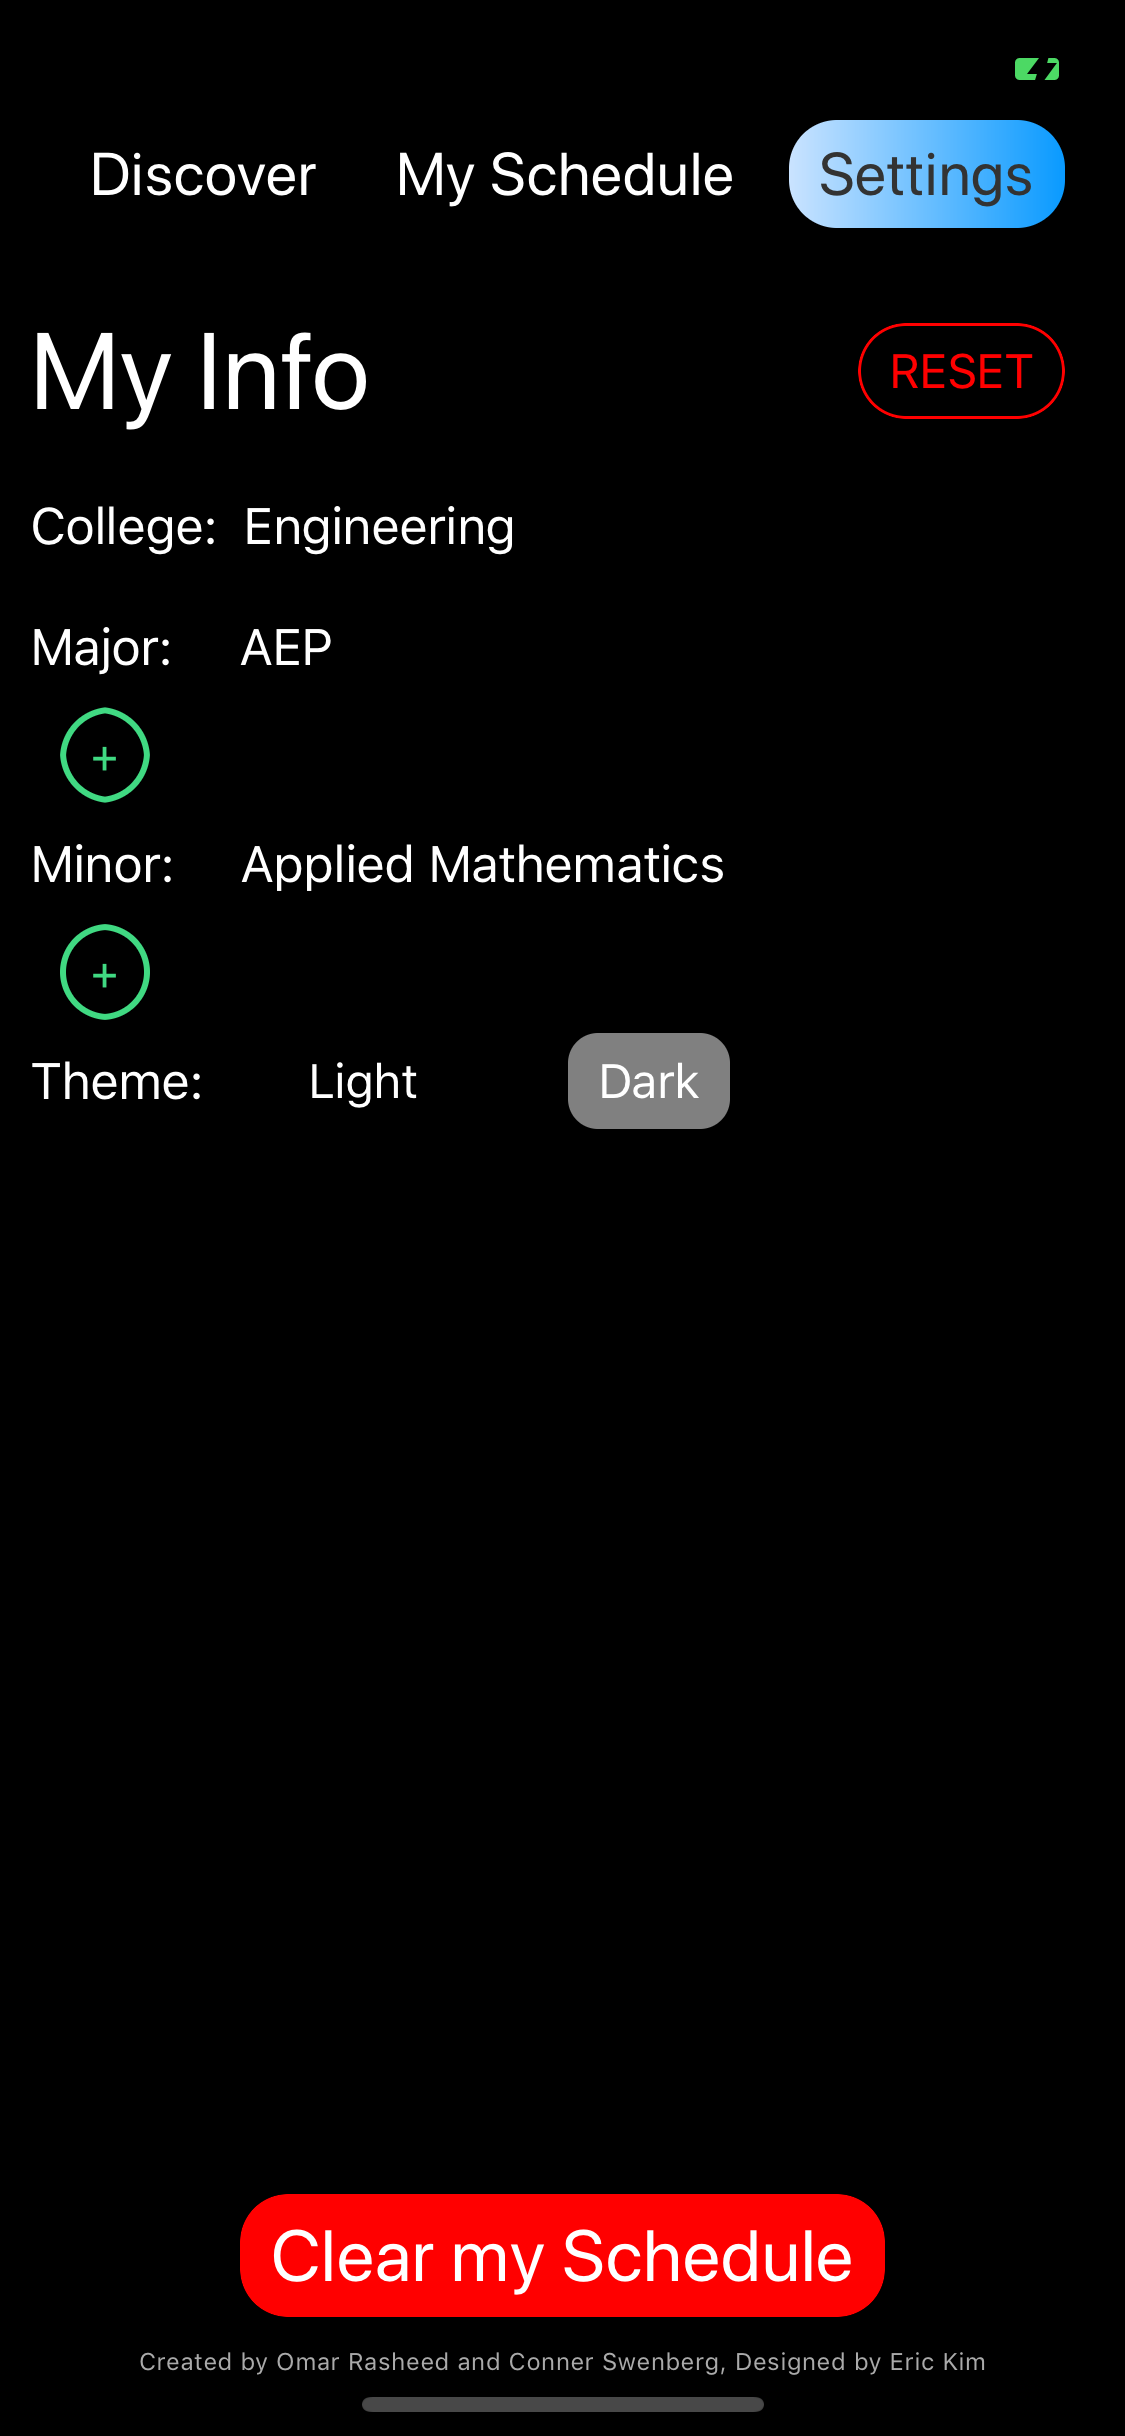 Discover My Schedule Settings
My Info RESET
College: Engineering
Major: AEP
+
Minor: Applied Mathematics
+
Theme: Light Dark
Clear my Schedule
Created by Omar Rasheed and Conner Swenberg, Designed by Eric Kim